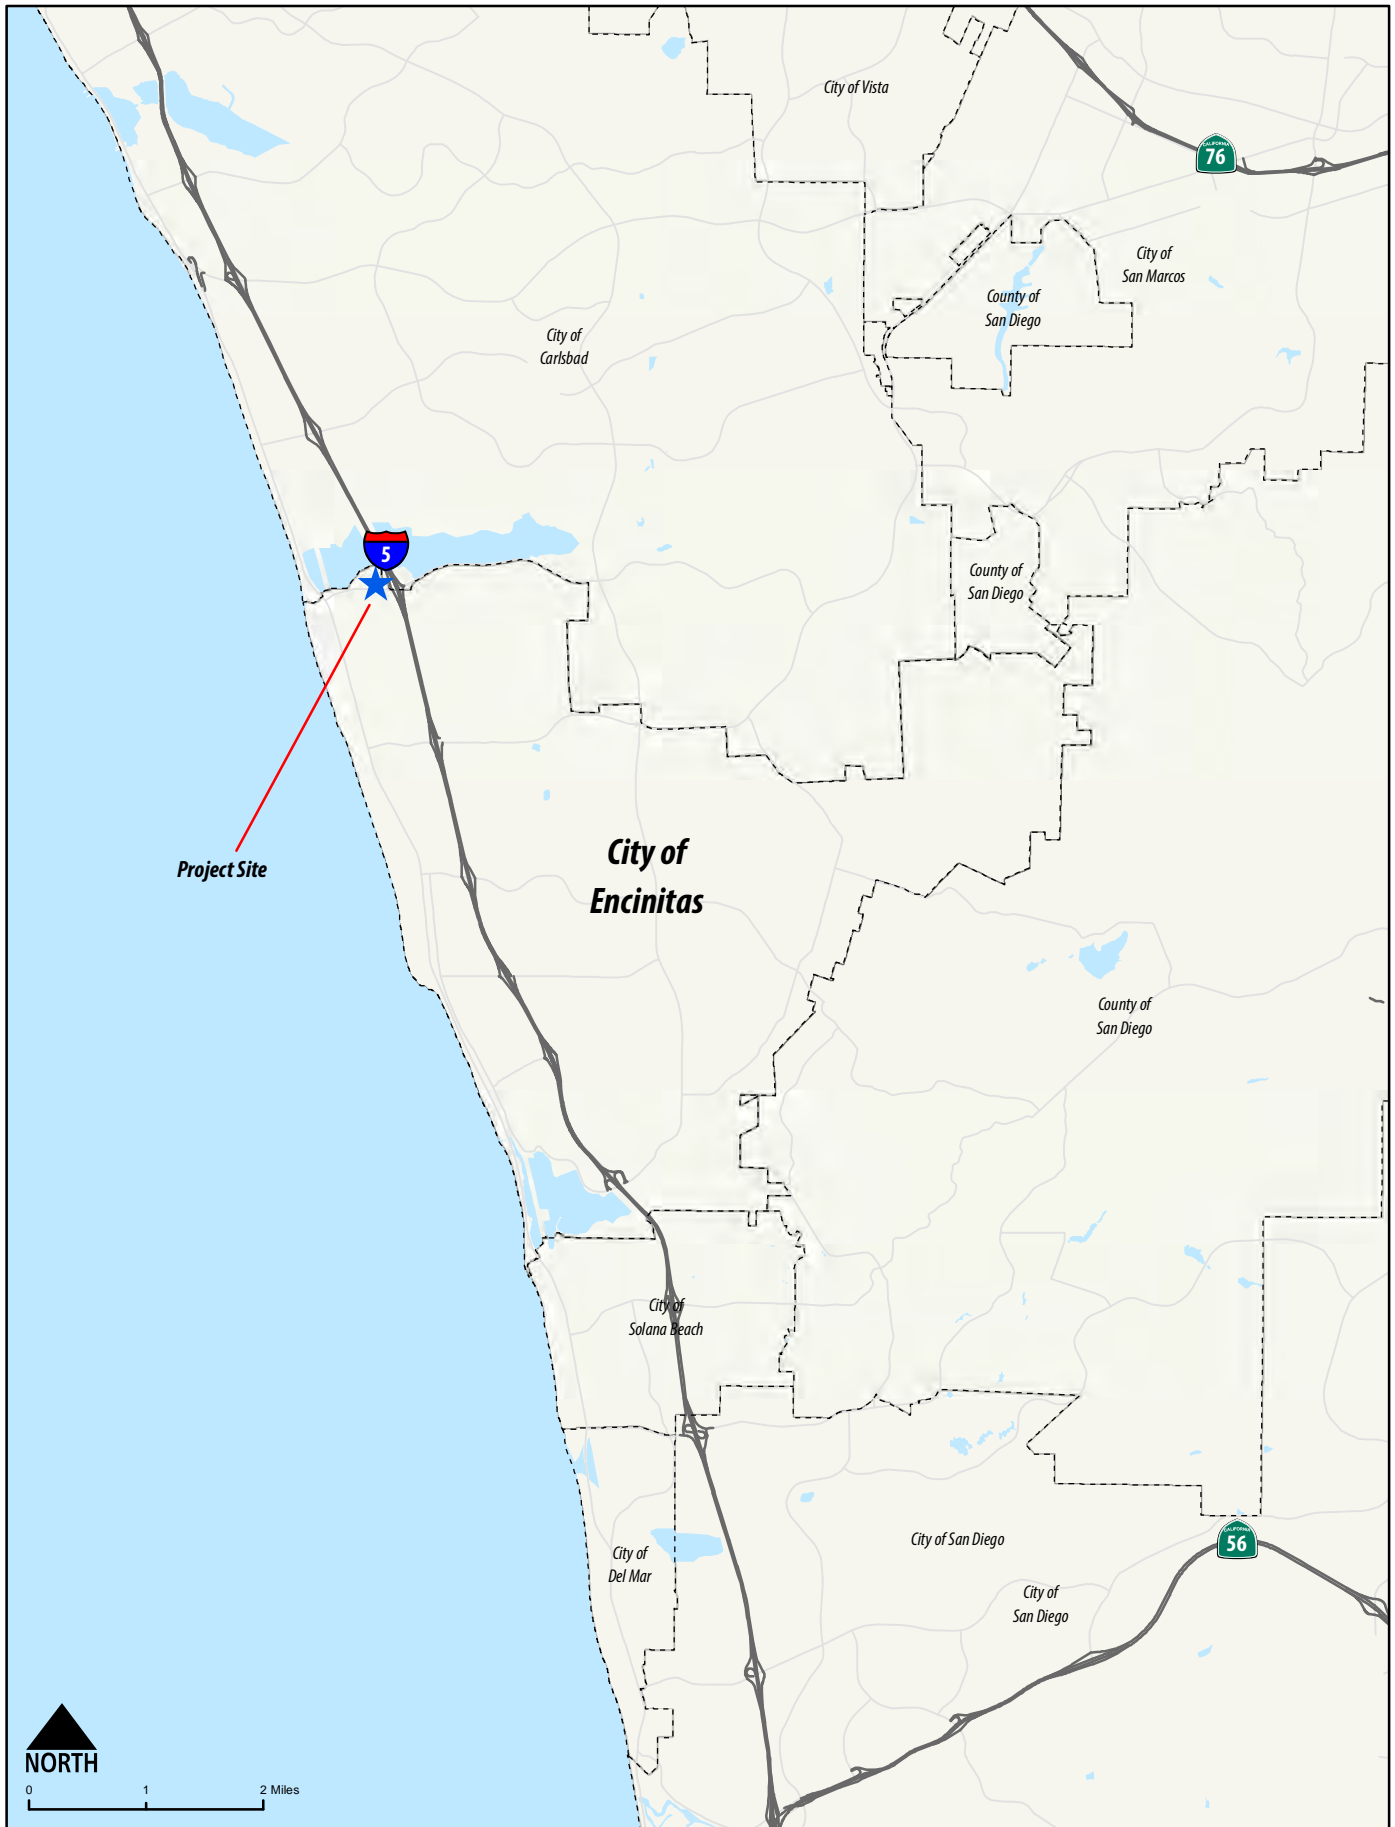 City of Vista
CALIFORNIA
76
City of
San Marcos
County of
San Diego
City of
Carlsbad
5
County of
San Diego
City of
Encinitas
Project Site
County of
San Diego
City of
Solana Beach
City of San Diego
CALIFORNIA
56
City of
Del Mar
City of
San Diego
NORTH
0 1 2 Miles